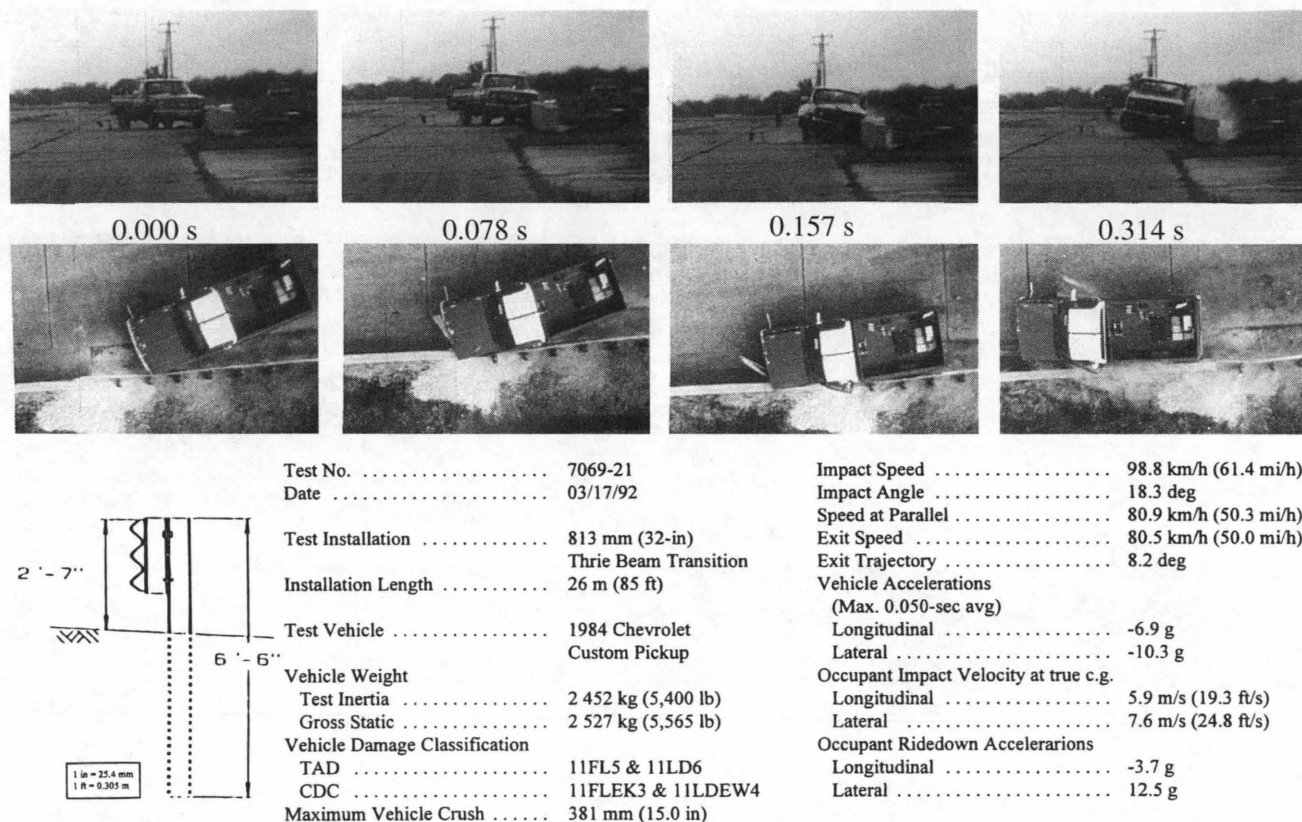 0.000 s
0.078 s
0.157 s
0.314 s
2'-7"
6'-6"
1 in = 25.4 mm
1 ft = 0.305 m
Test No. .................... 7069-21
Date ....................... 03/17/92
Test Installation .............. 813 mm (32-in)
Thrie Beam Transition
Installation Length ............ 26 m (85 ft)
Test Vehicle ................. 1984 Chevrolet
Custom Pickup
Vehicle Weight
Test Inertia ................ 2 452 kg (5,400 lb)
Gross Static ................ 2 527 kg (5,565 lb)
Vehicle Damage Classification
TAD ..................... 11FL5 & 11LD6
CDC ..................... 11FLEK3 & 11LDEW4
Maximum Vehicle Crush ...... 381 mm (15.0 in)
Impact Speed .................. 98.8 km/h (61.4 mi/h)
Impact Angle .................. 18.3 deg
Speed at Parallel ................ 80.9 km/h (50.3 mi/h)
Exit Speed .................... 80.5 km/h (50.0 mi/h)
Exit Trajectory ................. 8.2 deg
Vehicle Accelerations
(Max. 0.050-sec avg)
Longitudinal ................. -6.9 g
Lateral ..................... -10.3 g
Occupant Impact Velocity at true c.g.
Longitudinal ................. 5.9 m/s (19.3 ft/s)
Lateral ..................... 7.6 m/s (24.8 ft/s)
Occupant Ridedown Accelerarions
Longitudinal ................. -3.7 g
Lateral ..................... 12.5 g